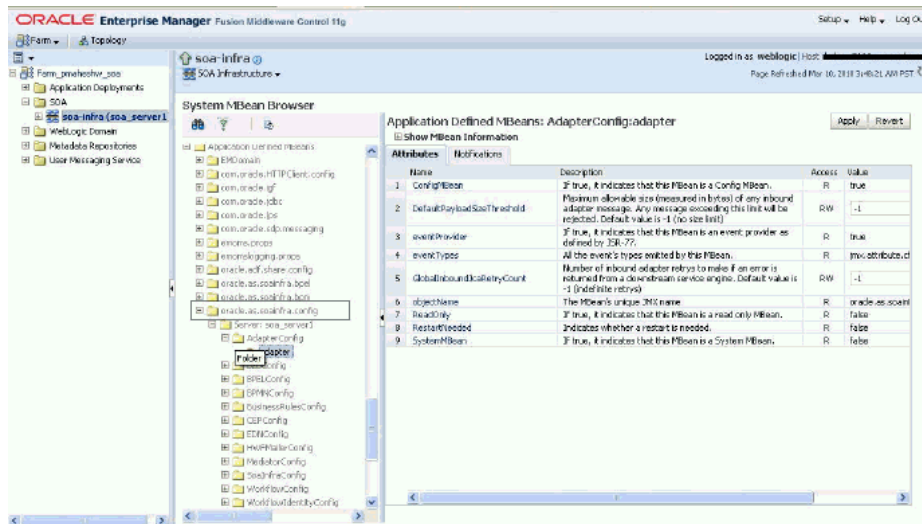 ORACLE Enterprise Manager Fusion Middleware Control 11g
Setup Help Log Ou
Farm Topology
Farm_pmaheshw_soa
Application Deployments
SOA
soa-infra (soa_server1
WebLogic Domain
Metadata Repositories
User Messaging Service
soa-infra
SOA Infrastructure
Logged in as weblogic Host
Page Refreshed Mar 10, 2010 3:48:21 AM PST
System MBean Browser
Application Defined MBeans
EMDomain
com.oracle.HTTPClient.config
com.oracle.igf
com.oracle.jdbc
com.oracle.jps
com.oracle.sdp.messaging
emoms.props
emomslogging.props
oracle.adf.share.config
oracle.as.soainfra.bpel
oracle.as.soainfra.bpm
oracle.as.soainfra.config
Server: soa_server1
AdapterConfig
adapter
Folder
BPELConfig
BPMNConfig
BusinessRulesConfig
CEPConfig
EDNConfig
HWFMailerConfig
MediatorConfig
SoaInfraConfig
WorkflowConfig
WorkflowIdentityConfig
Application Defined MBeans: AdapterConfig:adapter
Apply Revert
Show MBean Information
Attributes Notifications
Name Description Access Value
1 ConfigMBean If true, it indicates that this MBean is a Config MBean. R true
2 DefaultPayloadSizeThreshold Maximum allowable size (measured in bytes) of any inbound adapter message. Any message exceeding this limit will be rejected. Default value is -1 (no size limit) RW -1
3 eventProvider If true, it indicates that this MBean is an event provider as defined by JSR-77. R true
4 eventTypes All the event's types emitted by this MBean. R jmx.attribute.ch
5 GlobalInboundJcaRetryCount Number of inbound adapter retrys to make if an error is returned from a downstream service engine. Default value is -1 (indefinite retrys) RW -1
6 objectName The MBean's unique JMX name R oracle.as.soainf
7 ReadOnly If true, it indicates that this MBean is a read only MBean. R false
8 RestartNeeded Indicates whether a restart is needed. R false
9 SystemMBean If true, it indicates that this MBean is a System MBean. R false